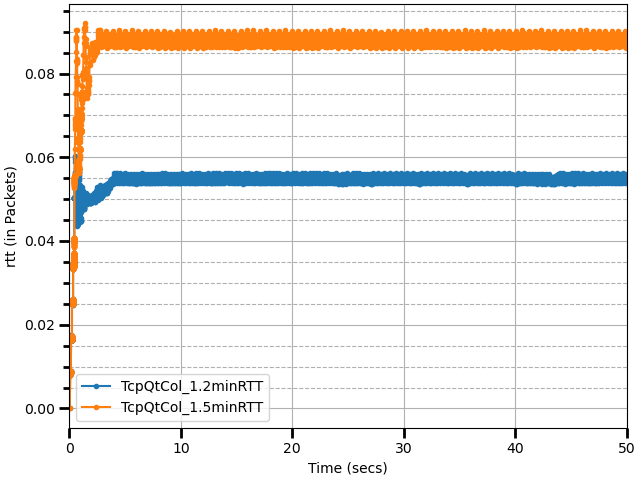 0.08
0.06
0.04
0.02
0.00
rtt (in Packets)
TcpQtCol_1.2minRTT
TcpQtCol_1.5minRTT
0 10 20 30 40 50
Time (secs)